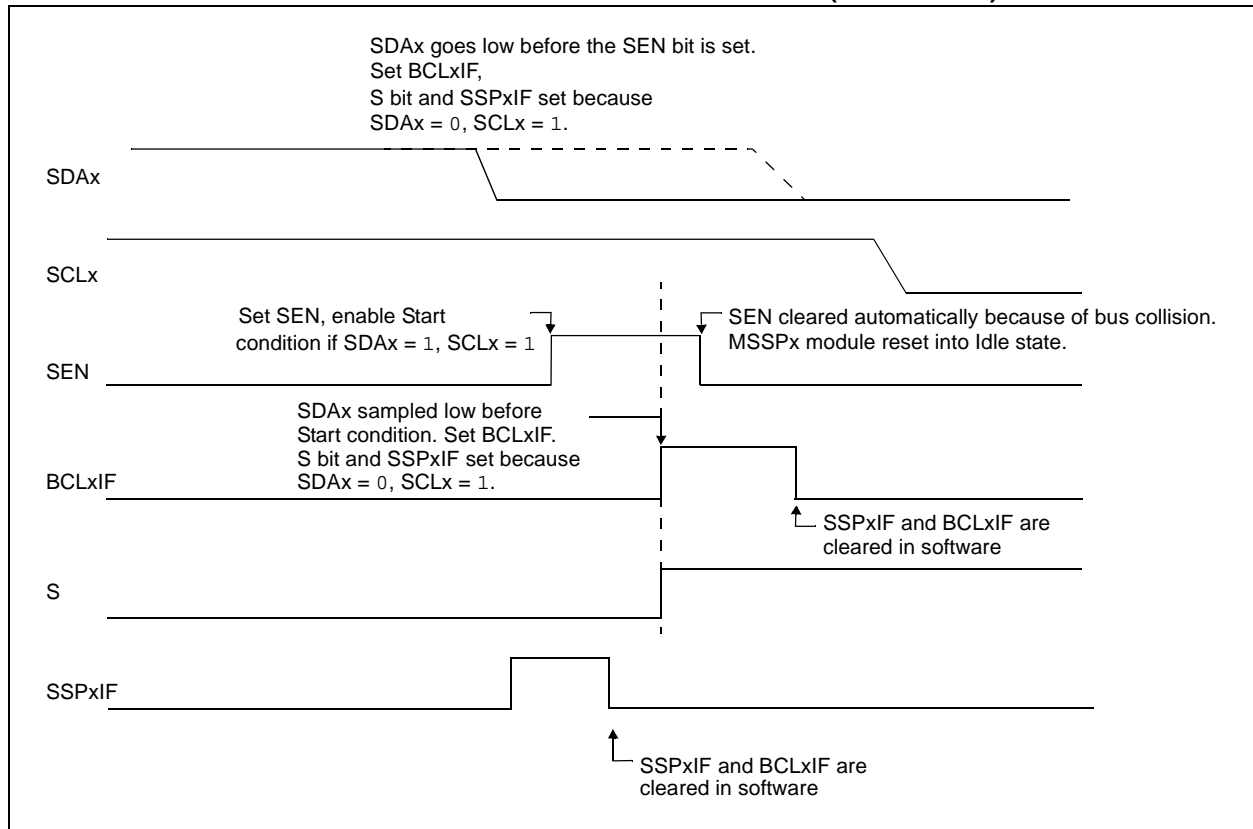 SDAx goes low before the SEN bit is set.
Set BCLxIF,
S bit and SSPxIF set because
SDAx = 0, SCLx = 1.
SDAx
SCLx
Set SEN, enable Start
condition if SDAx = 1, SCLx = 1
SEN cleared automatically because of bus collision.
MSSPx module reset into Idle state.
SEN
SDAx sampled low before
Start condition. Set BCLxIF.
S bit and SSPxIF set because
SDAx = 0, SCLx = 1.
BCLxIF
SSPxIF and BCLxIF are
cleared in software
S
SSPxIF
SSPxIF and BCLxIF are
cleared in software